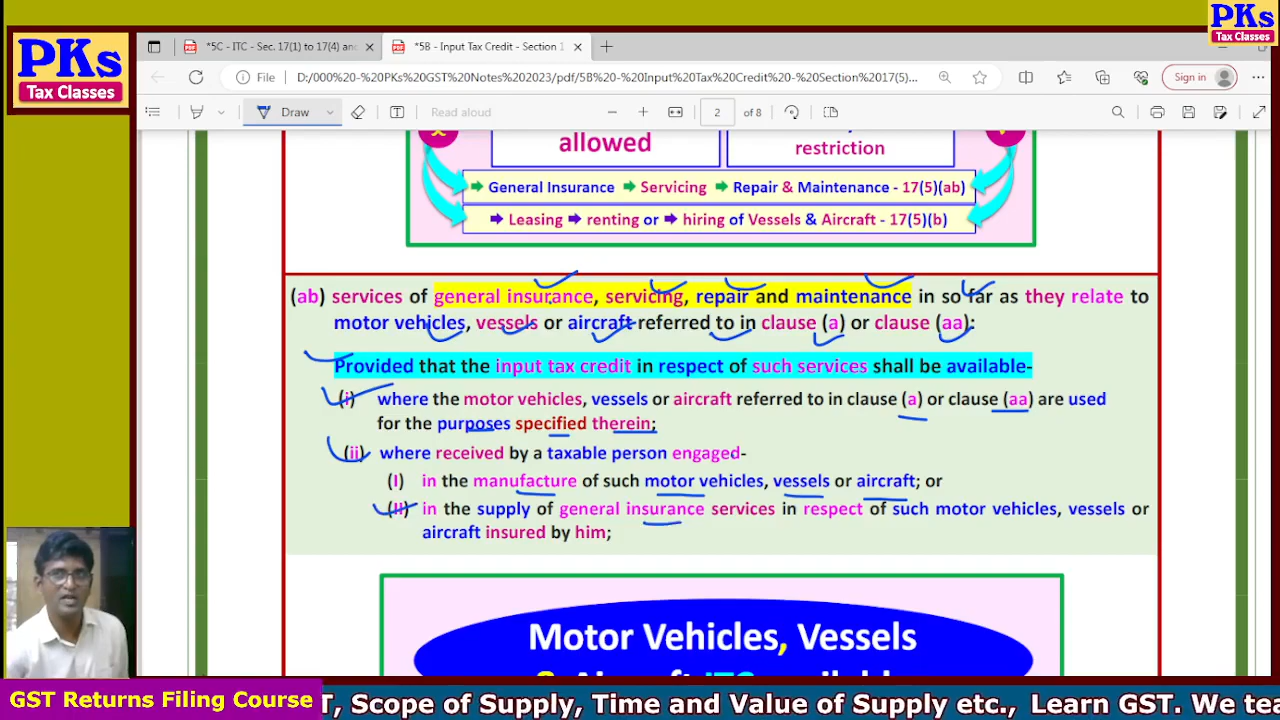 PKs
Tax Classes
PKs
Tax Classes
*5C - ITC - Sec. 17(1) to 17(4) and
*5B - Input Tax Credit - Section 1
File
D:/000%20-%20PKs%20GST%20Notes%202023/pdf/5B%20-%20Input%20Tax%20Credit%20-%20Section%2017(5)...
Sign in
Draw
Read aloud
2 of 8
allowed
restriction
General Insurance Servicing Repair & Maintenance - 17(5)(ab)
Leasing renting or hiring of Vessels & Aircraft - 17(5)(b)
(ab) services of general insurance, servicing, repair and maintenance in so far as they relate to
motor vehicles, vessels or aircraft referred to in clause (a) or clause (aa):
Provided that the input tax credit in respect of such services shall be available-
(i) where the motor vehicles, vessels or aircraft referred to in clause (a) or clause (aa) are used
for the purposes specified therein;
(ii) where received by a taxable person engaged-
(I) in the manufacture of such motor vehicles, vessels or aircraft; or
(II) in the supply of general insurance services in respect of such motor vehicles, vessels or
aircraft insured by him;
Motor Vehicles, Vessels
GST Returns Filing Course
T, Scope of Supply, Time and Value of Supply etc., Learn GST. We tea